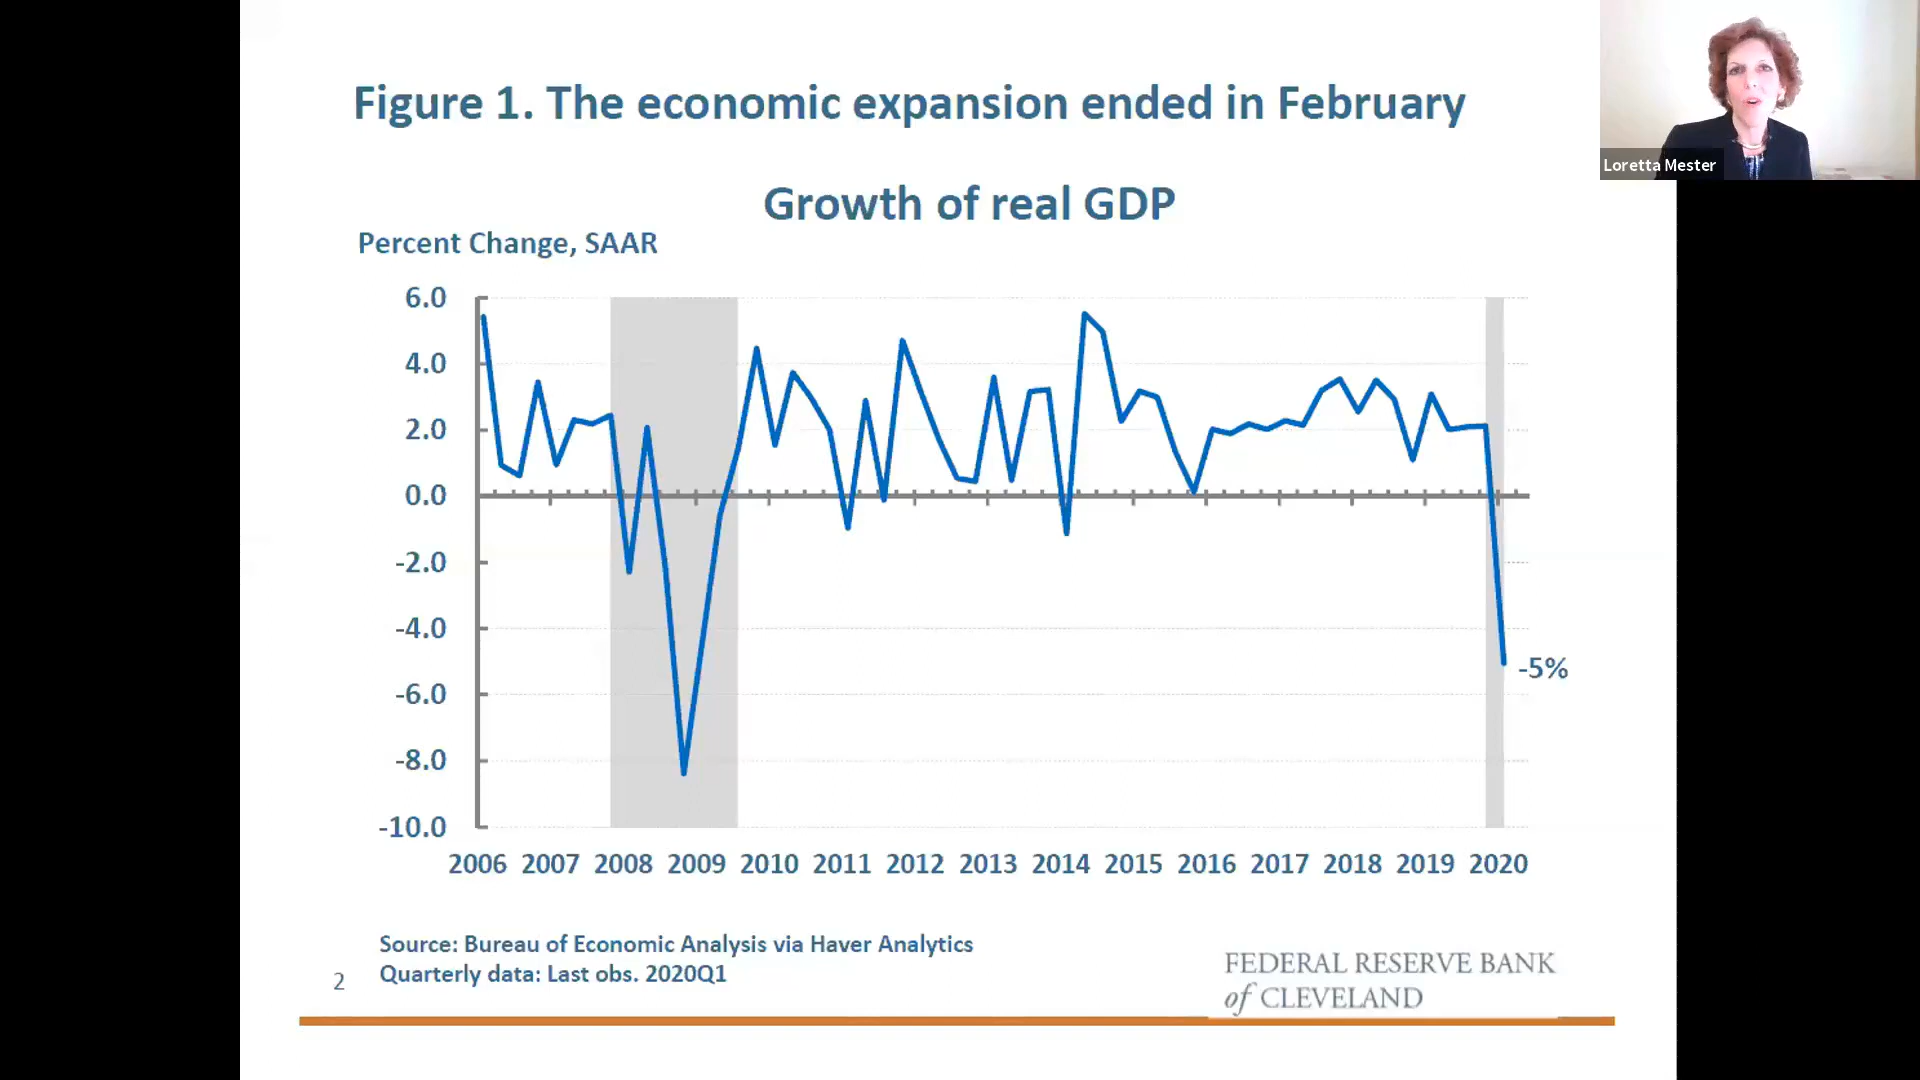 Figure 1. The economic expansion ended in February
Loretta Mester
Growth of real GDP
Percent Change, SAAR
6.0
4.0
2.0
0.0
-2.0
-4.0
-6.0
-8.0
-10.0
-5%
2006 2007 2008 2009 2010 2011 2012 2013 2014 2015 2016 2017 2018 2019 2020
Source: Bureau of Economic Analysis via Haver Analytics
Quarterly data: Last obs. 2020Q1
2
FEDERAL RESERVE BANK
of CLEVELAND